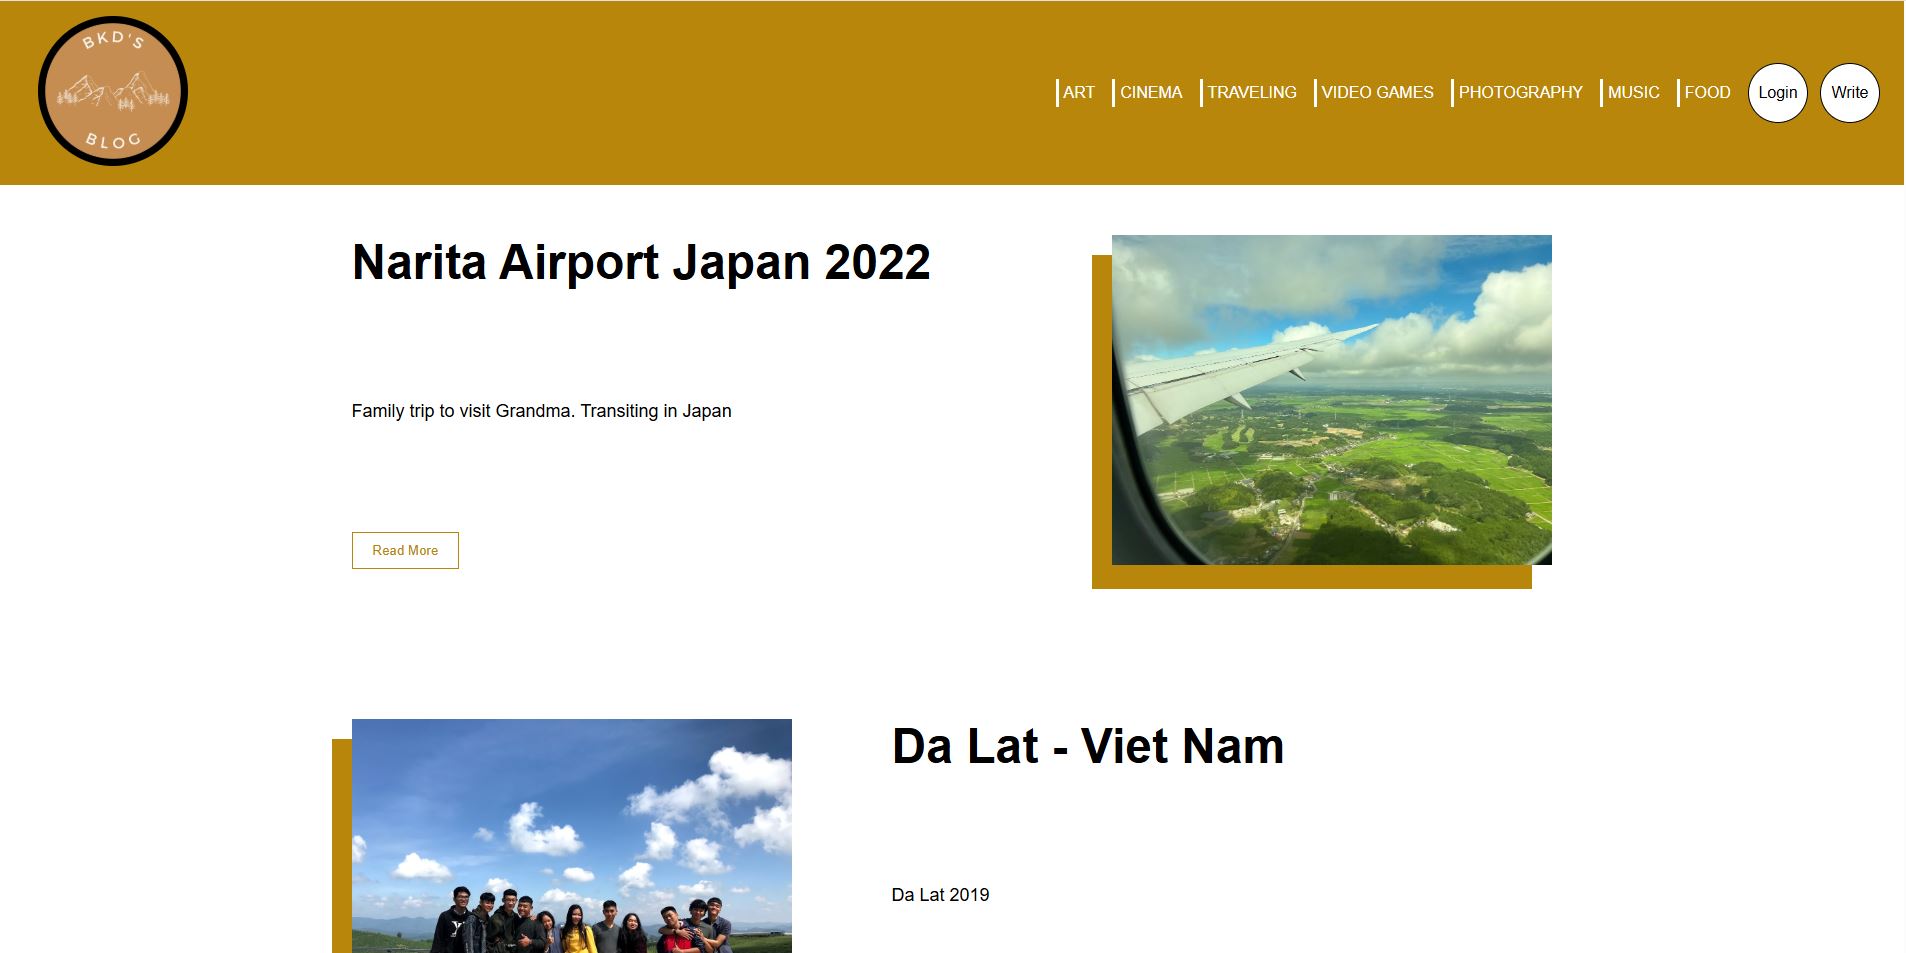 BKD'S
BLOG
ART CINEMA TRAVELING VIDEO GAMES PHOTOGRAPHY MUSIC FOOD Login Write
Narita Airport Japan 2022
Family trip to visit Grandma. Transiting in Japan
Read More
Da Lat - Viet Nam
Da Lat 2019